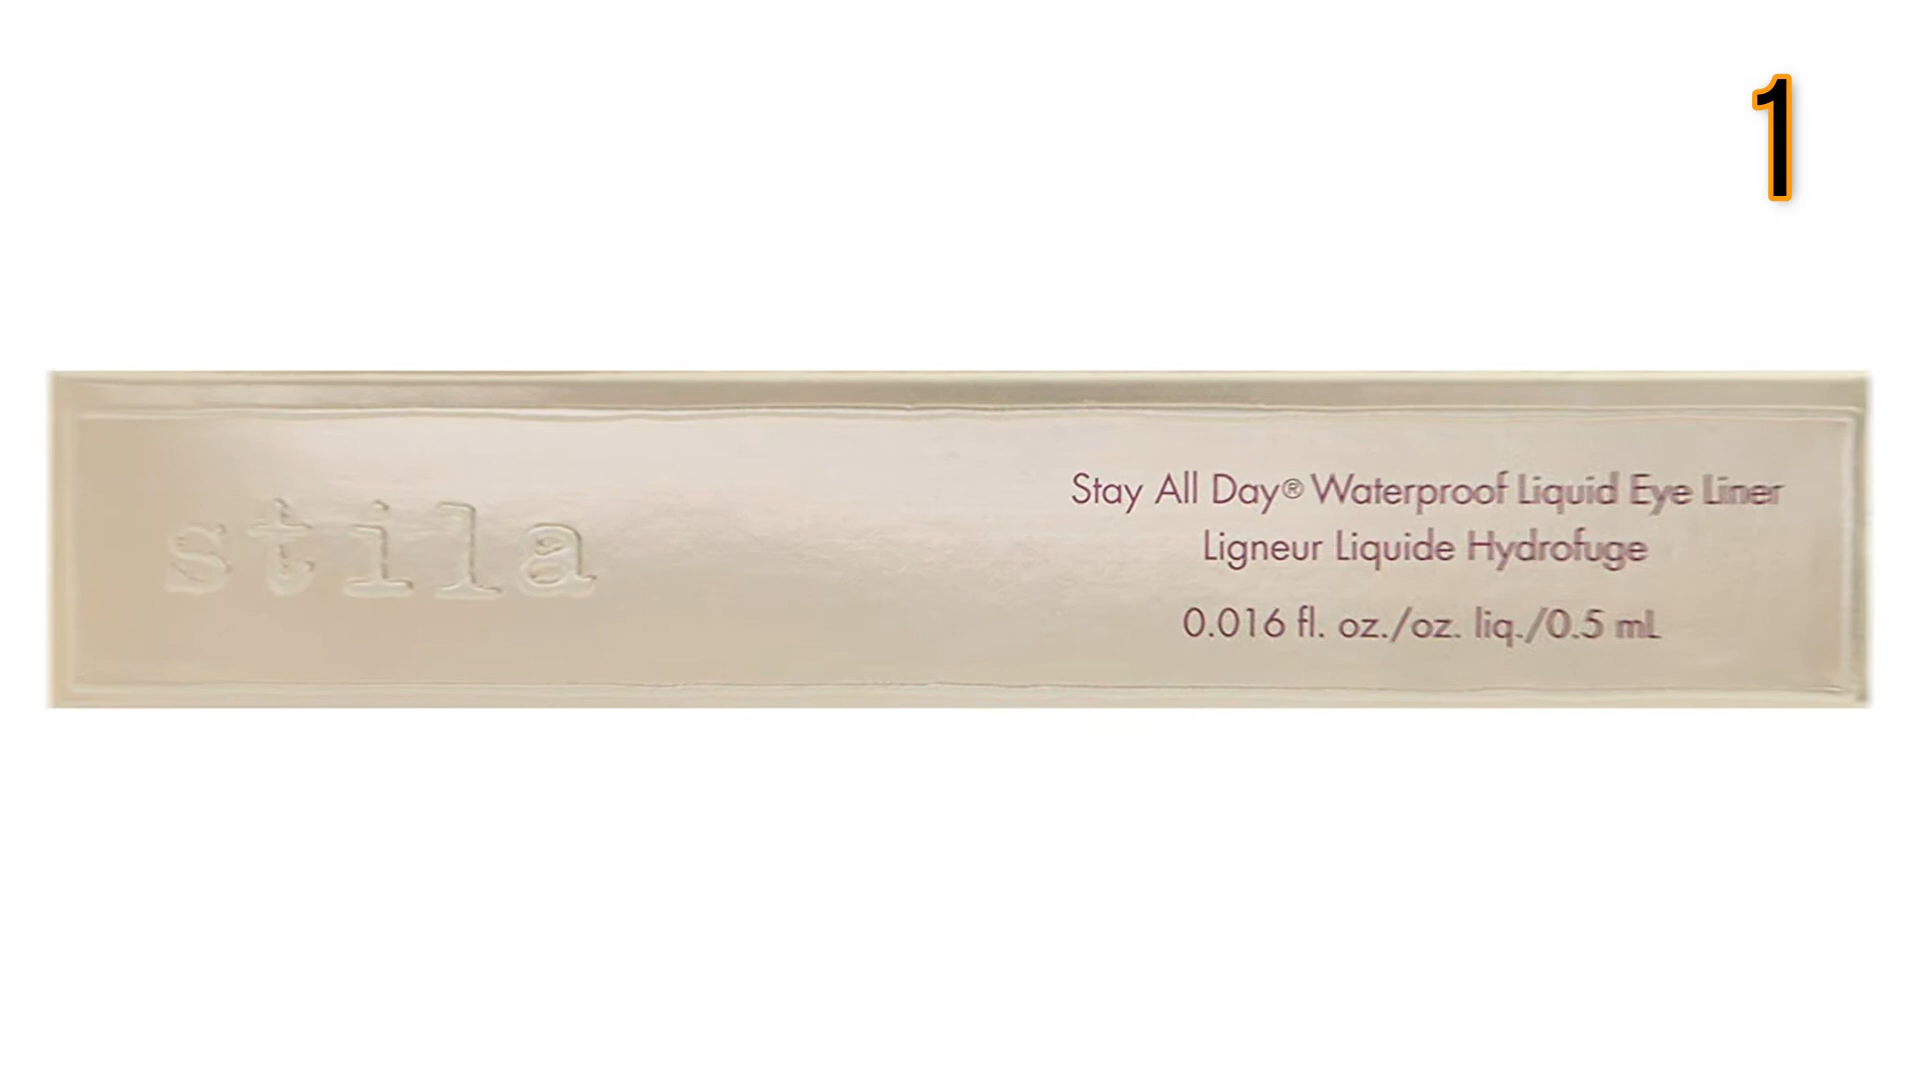 1
stila
Stay All Day® Waterproof Liquid Eye Liner
Ligneur Liquide Hydrofuge
0.016 fl. oz./oz. liq./0.5 mL